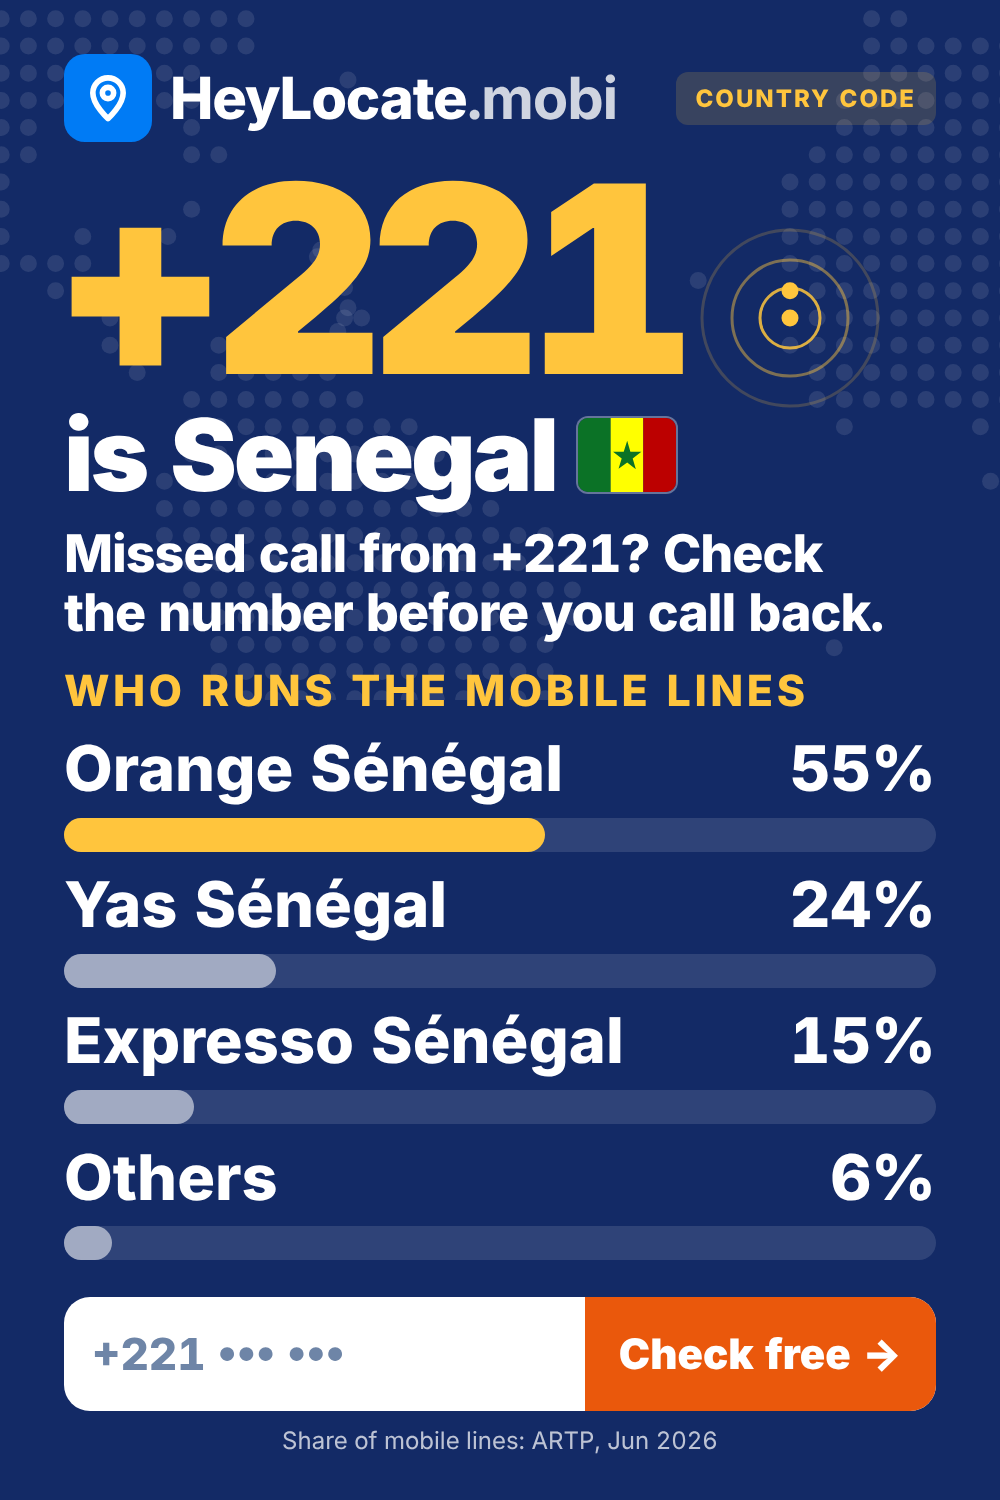 HeyLocate.mobi
COUNTRY CODE
+221
is Senegal
Missed call from +221? Check
the number before you call back.
WHO RUNS THE MOBILE LINES
Orange Sénégal 55%
Yas Sénégal 24%
Expresso Sénégal 15%
Others 6%
+221 ••• •••
Check free →
Share of mobile lines: ARTP, Jun 2026